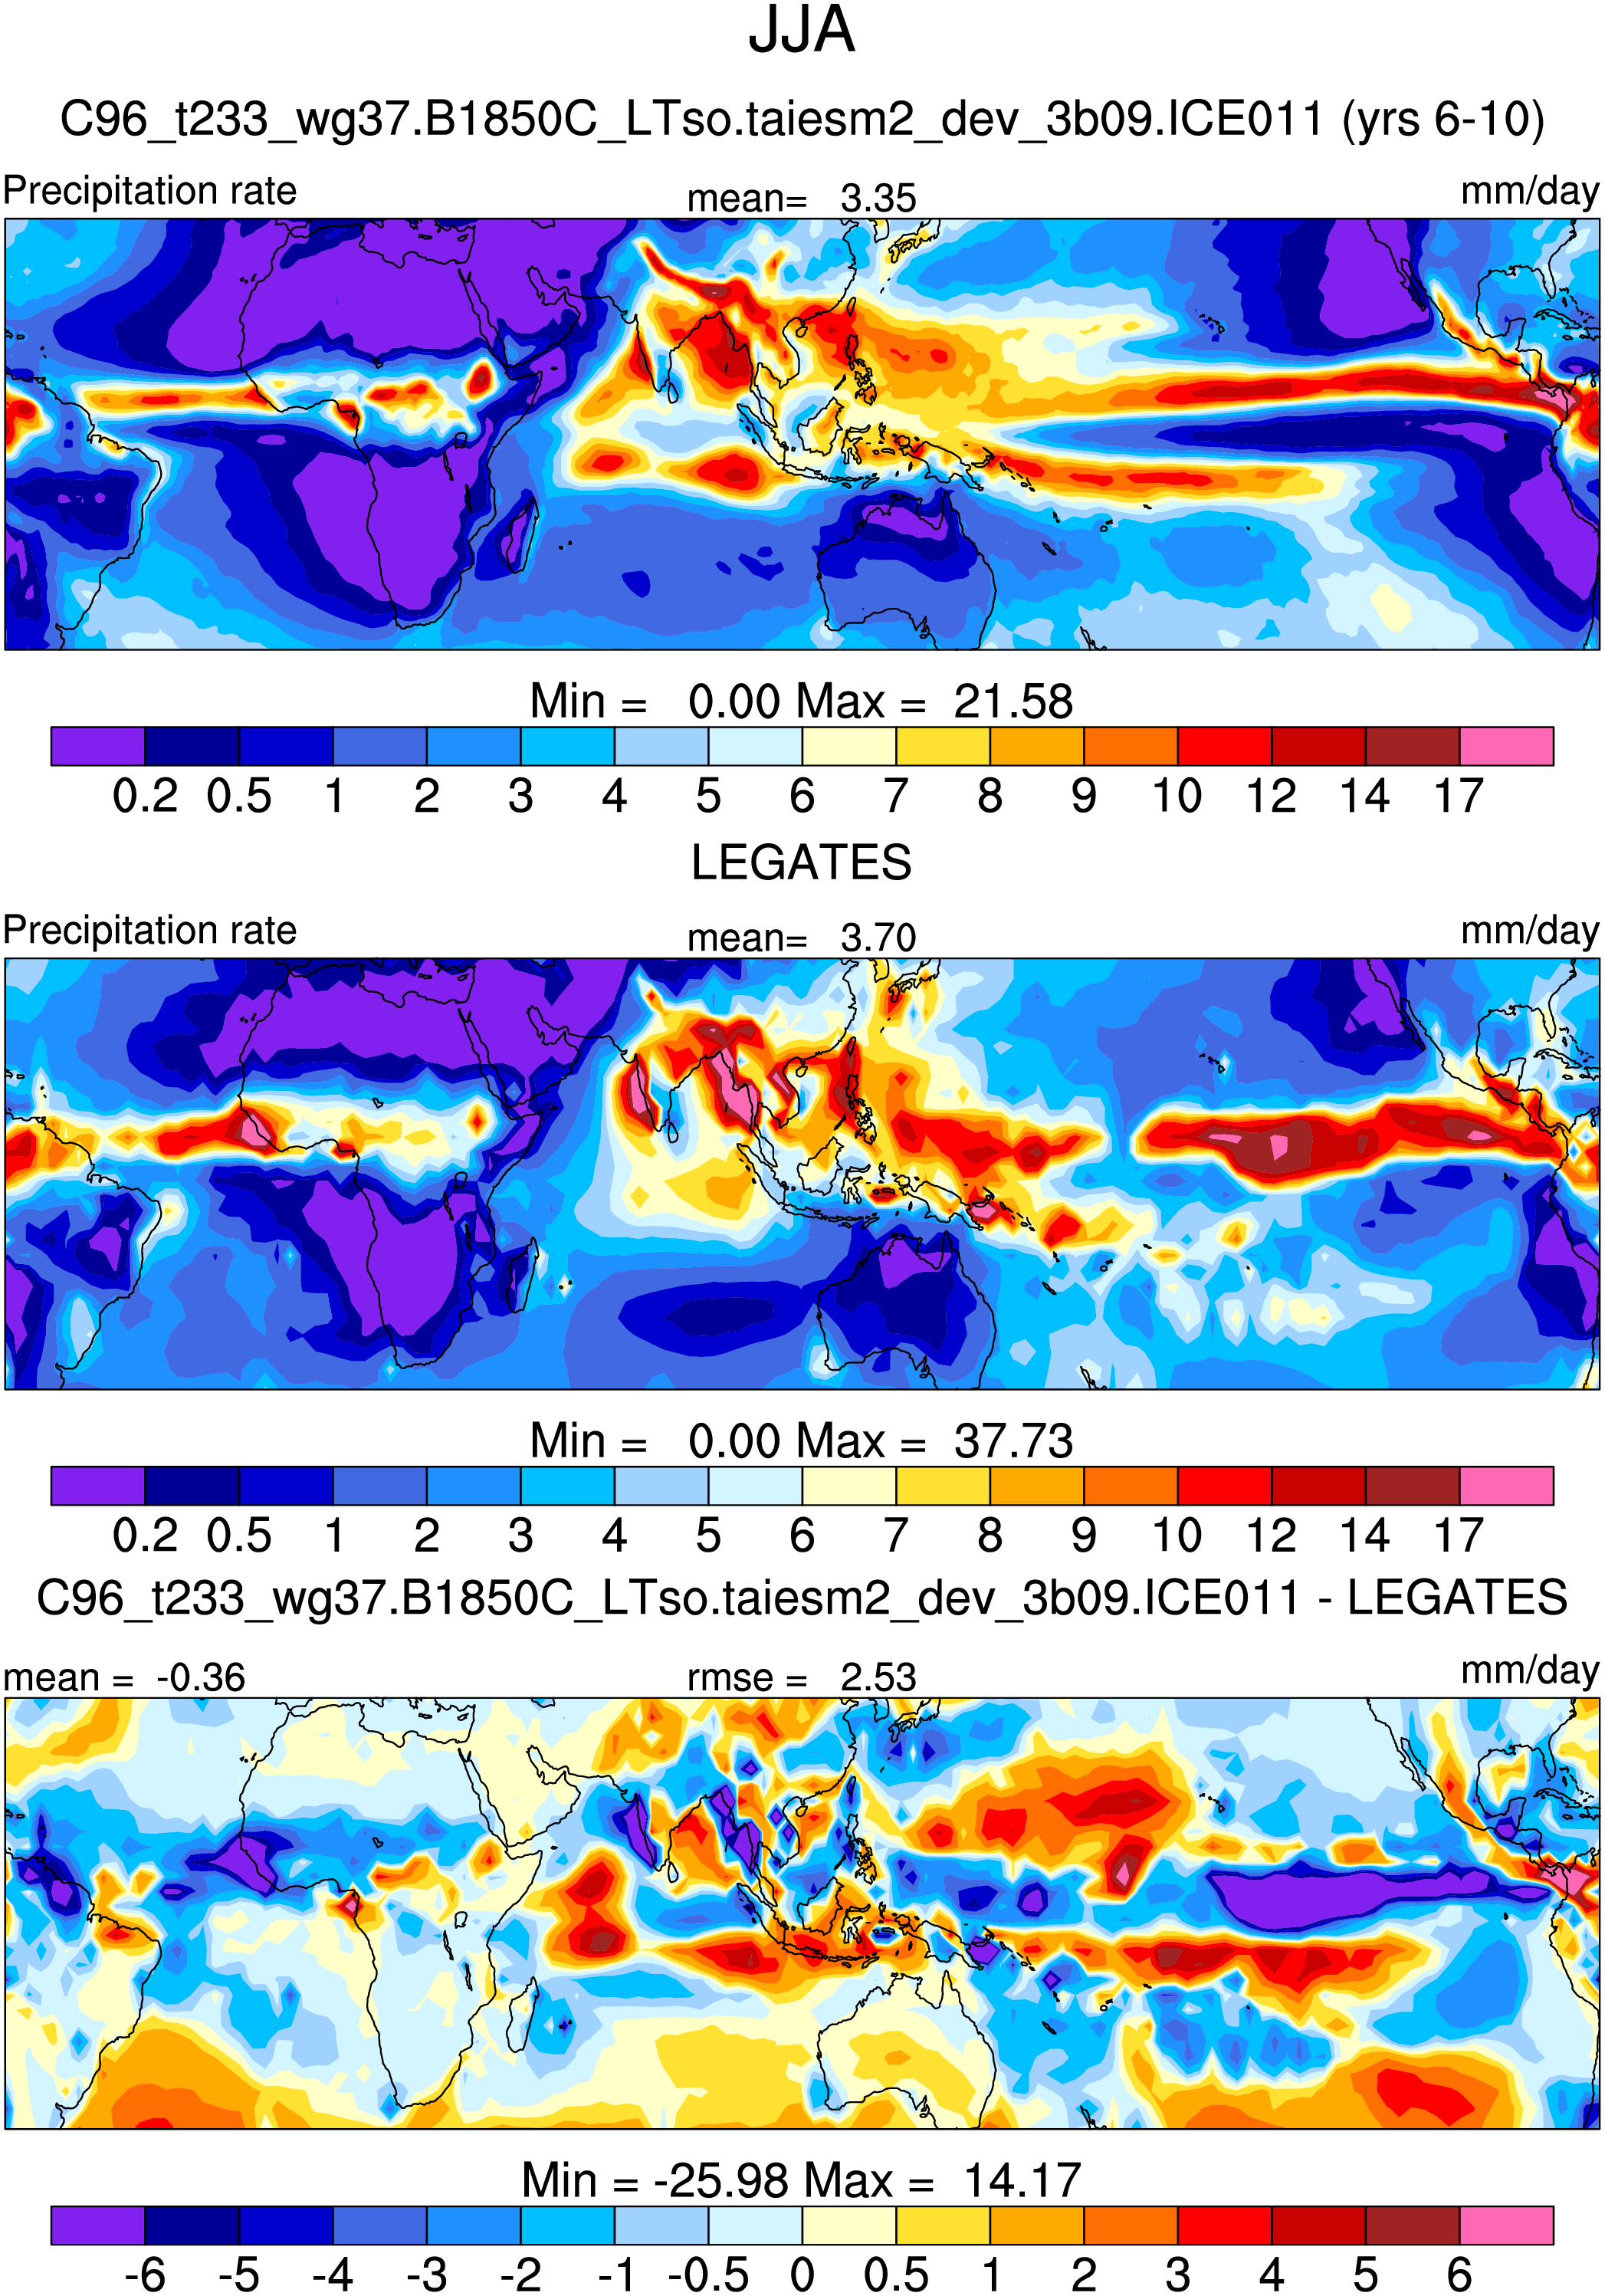 JJA
C96_t233_wg37.B1850C_LTso.taiesm2_dev_3b09.ICE011 (yrs 6-10)
Precipitation rate mean= 3.35 mm/day
Min = 0.00 Max = 21.58
0.2 0.5 1 2 3 4 5 6 7 8 9 10 12 14 17
LEGATES
Precipitation rate mean= 3.70 mm/day
Min = 0.00 Max = 37.73
0.2 0.5 1 2 3 4 5 6 7 8 9 10 12 14 17
C96_t233_wg37.B1850C_LTso.taiesm2_dev_3b09.ICE011 - LEGATES
mean = -0.36 rmse = 2.53 mm/day
Min = -25.98 Max = 14.17
-6 -5 -4 -3 -2 -1 -0.5 0 0.5 1 2 3 4 5 6